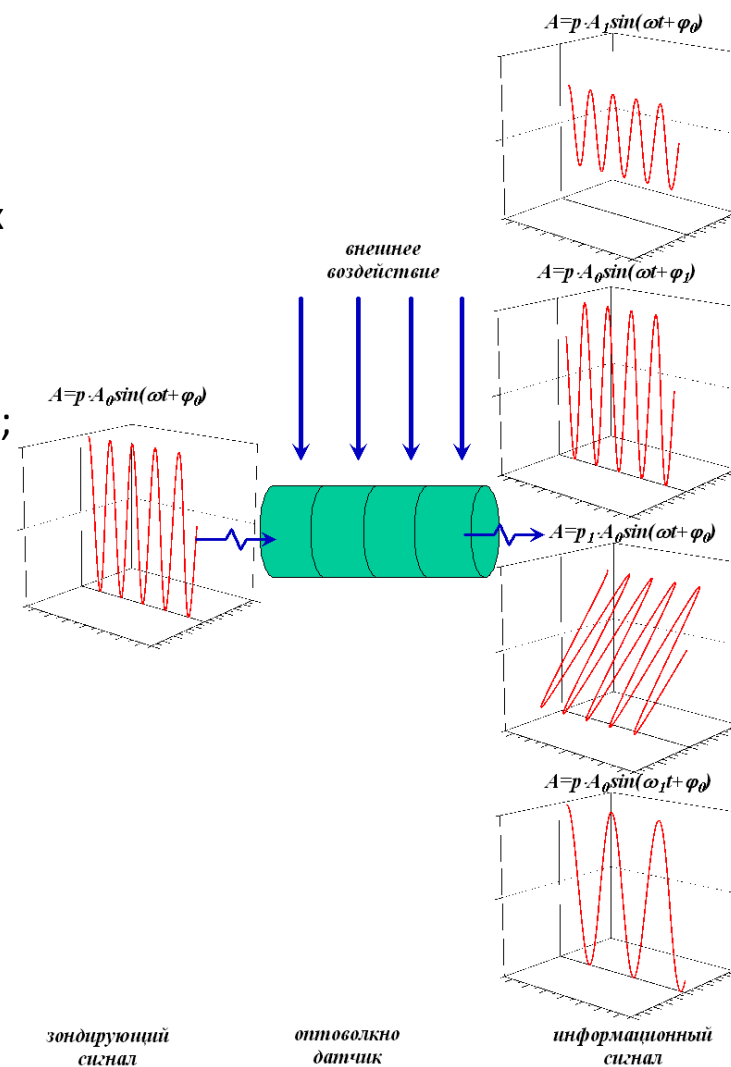 A=p·A₁sin(ωt+φ₀)
х
внешнее
воздействие
A=p·A₀sin(ωt+φ₁)
A=p·A₀sin(ωt+φ₀)
;
A=p₁·A₀sin(ωt+φ₀)
A=p·A₀sin(ω₁t+φ₀)
зондирующий
сигнал
оптоволкно
датчик
информационный
сигнал